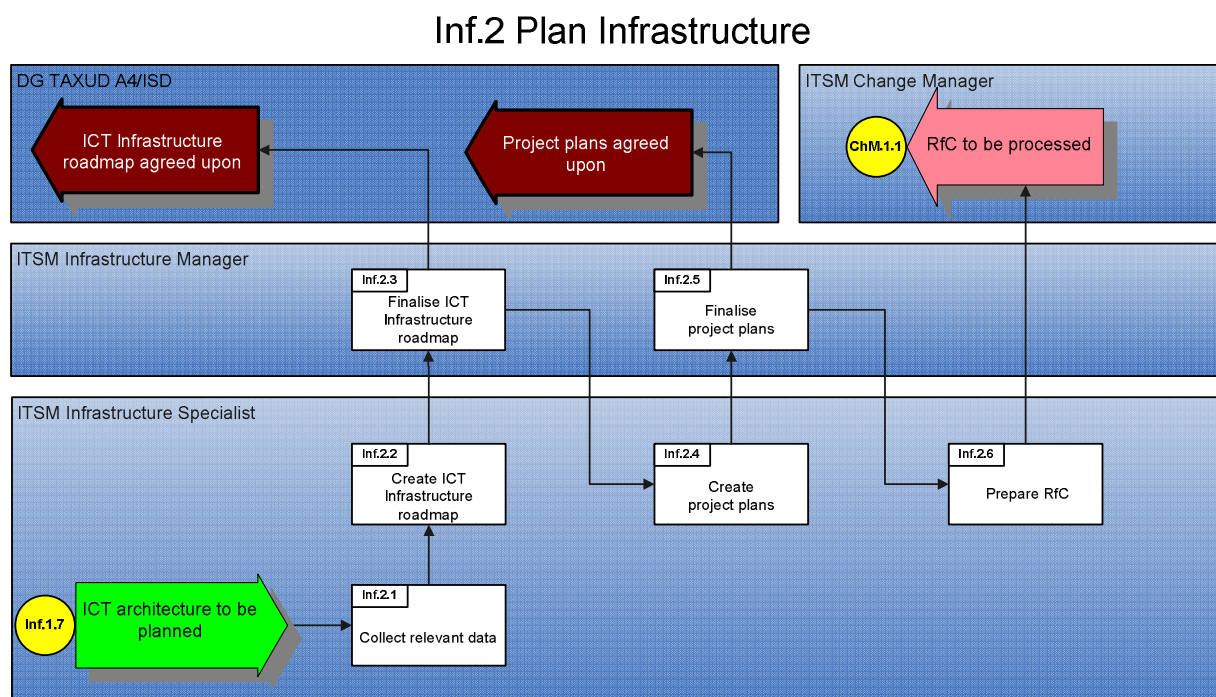 Inf.2 Plan Infrastructure
DG TAXUD A4/ISD
ICT Infrastructure
roadmap agreed upon
Project plans agreed
upon
ITSM Change Manager
ChM.1.1
RfC to be processed
ITSM Infrastructure Manager
Inf.2.3
Finalise ICT
Infrastructure
roadmap
Inf.2.5
Finalise
project plans
ITSM Infrastructure Specialist
Inf.2.2
Create ICT
Infrastructure
roadmap
Inf.2.4
Create
project plans
Inf.2.6
Prepare RfC
Inf.1.7
ICT architecture to be
planned
Inf.2.1
Collect relevant data